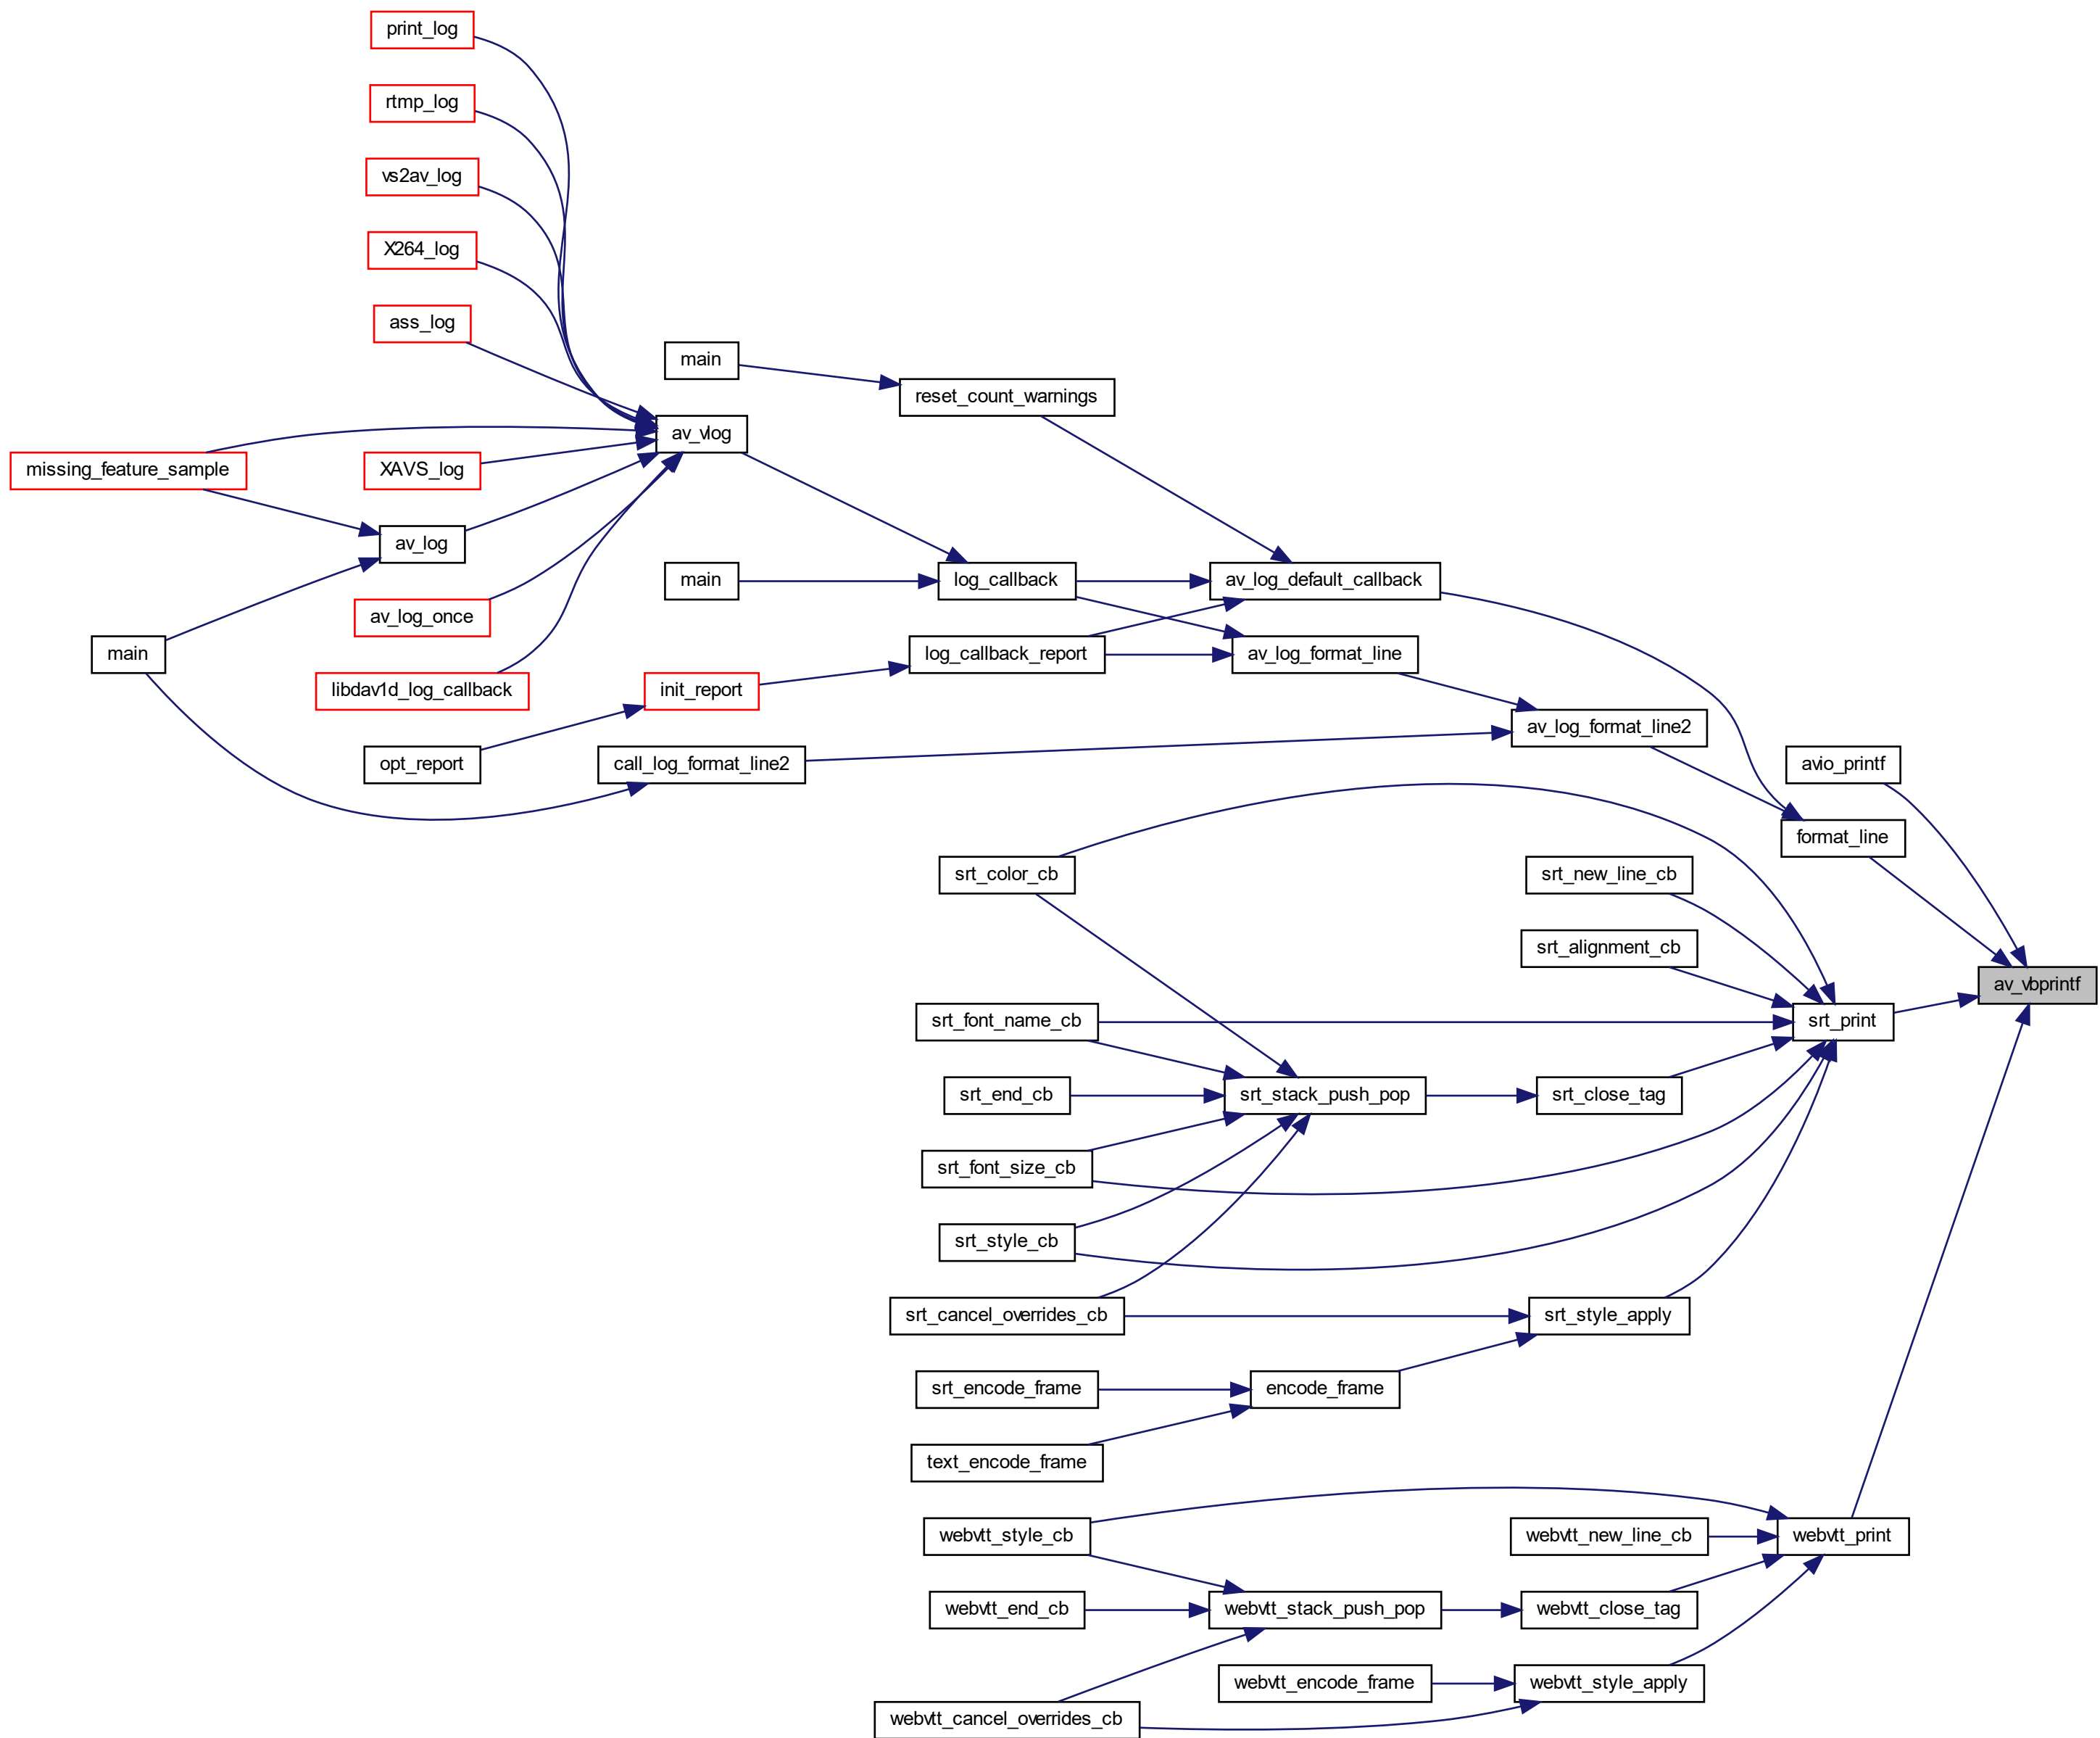 print_log
rtmp_log
vs2av_log
X264_log
ass_log
main
reset_count_warnings
av_vlog
missing_feature_sample
XAVS_log
av_log
main
log_callback
av_log_default_callback
av_log_once
main
log_callback_report
av_log_format_line
libdav1d_log_callback
init_report
av_log_format_line2
opt_report
call_log_format_line2
avio_printf
format_line
srt_color_cb
srt_new_line_cb
srt_alignment_cb
av_vbprintf
srt_font_name_cb
srt_print
srt_end_cb
srt_stack_push_pop
srt_close_tag
srt_font_size_cb
srt_style_cb
srt_cancel_overrides_cb
srt_style_apply
srt_encode_frame
encode_frame
text_encode_frame
webvtt_style_cb
webvtt_new_line_cb
webvtt_print
webvtt_end_cb
webvtt_stack_push_pop
webvtt_close_tag
webvtt_encode_frame
webvtt_style_apply
webvtt_cancel_overrides_cb